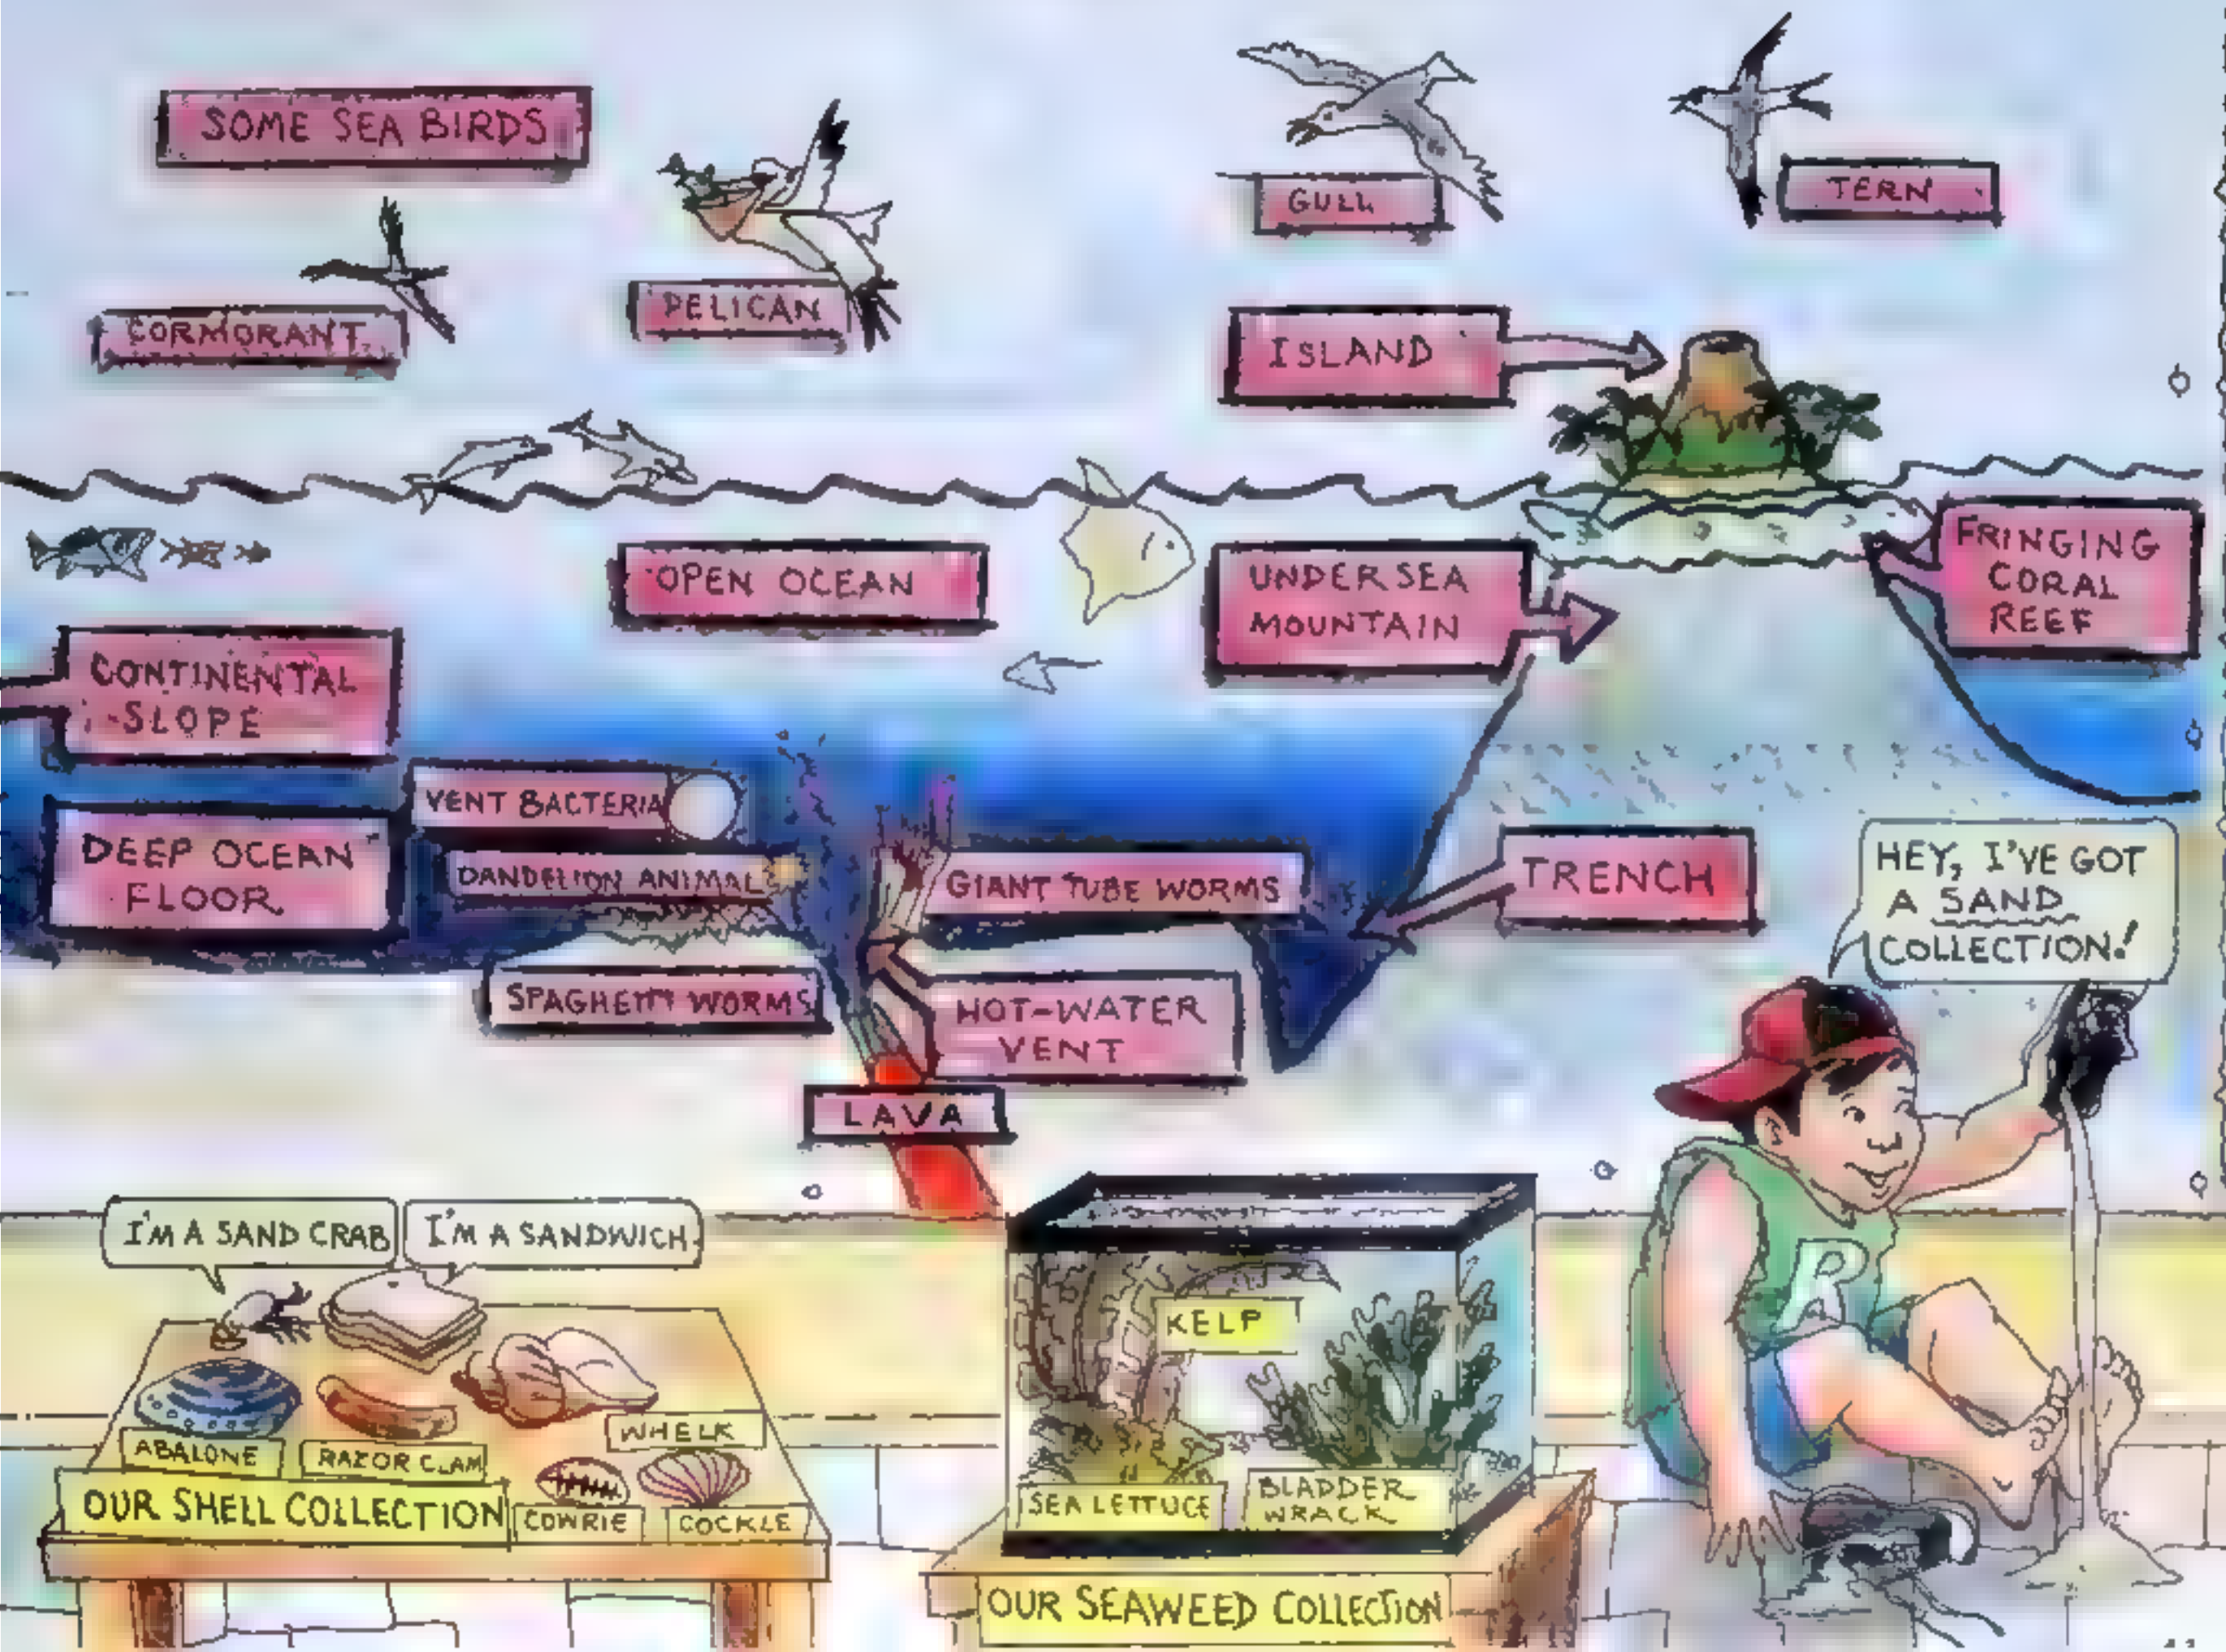 SOME SEA BIRDS
GULL
TERN
CORMORANT
PELICAN
ISLAND
OPEN OCEAN
UNDERSEA
MOUNTAIN
FRINGING
CORAL
REEF
CONTINENTAL
SLOPE
VENT BACTERIA
DEEP OCEAN
FLOOR
DANDELION ANIMAL
GIANT TUBE WORMS
TRENCH
HEY, I'VE GOT
A SAND
COLLECTION!
SPAGHETTI WORMS
HOT-WATER
VENT
LAVA
I'M A SAND CRAB
I'M A SANDWICH
R
KELP
ABALONE
RAZOR CLAM
WHELK
OUR SHELL COLLECTION
COWRIE
COCKLE
SEA LETTUCE
BLADDER
WRACK
OUR SEAWEED COLLECTION